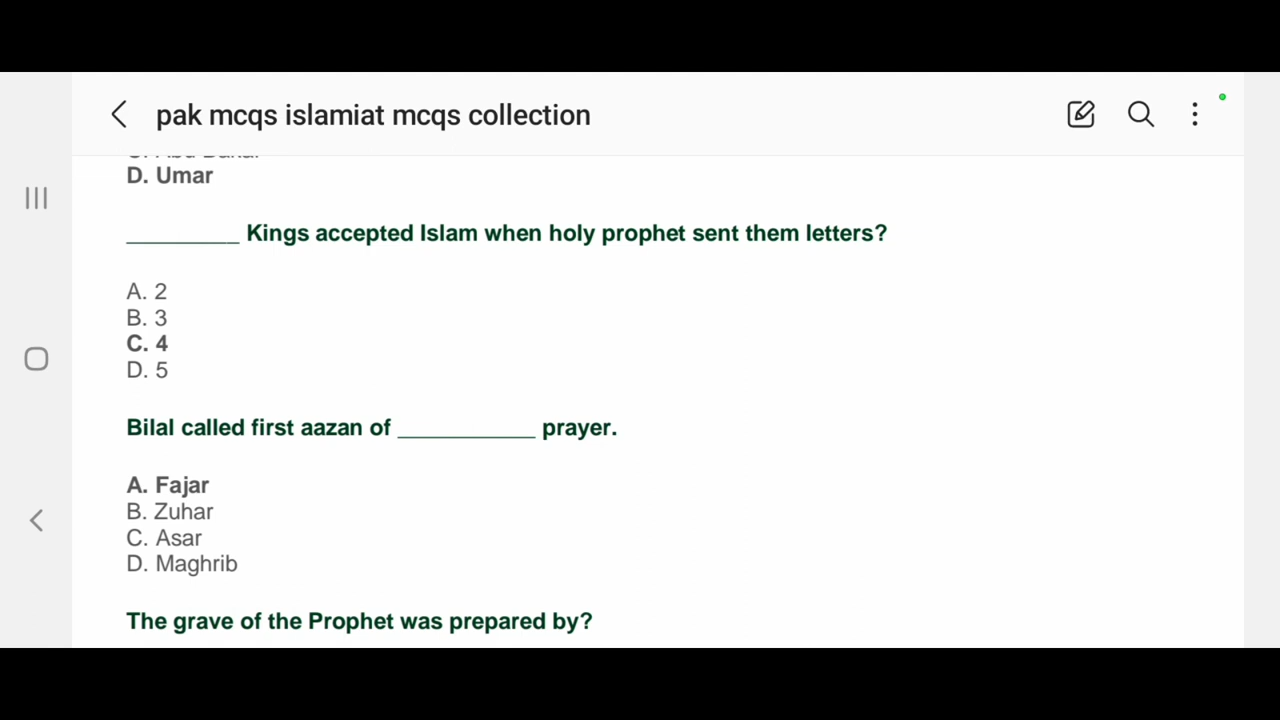 pak mcqs islamiat mcqs collection
D. Umar
_________ Kings accepted Islam when holy prophet sent them letters?
A. 2
B. 3
C. 4
D. 5
Bilal called first aazan of ___________ prayer.
A. Fajar
B. Zuhar
C. Asar
D. Maghrib
The grave of the Prophet was prepared by?